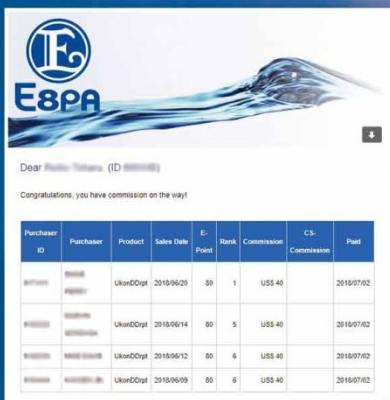 E
E8PA
Dear (ID
Congratulations, you have commission on the way!
Purchaser ID Purchaser Product Sales Date E-Point Rank Commission CS-Commission Paid
UkonDDrpt 2018/06/20 80 1 US$ 40 2018/07/02
UkonDDrpt 2018/06/14 80 5 US$ 40 2018/07/02
UkonDDrpt 2018/06/12 80 6 US$ 40 2018/07/02
UkonDDrpt 2018/06/09 80 6 US$ 40 2018/07/02